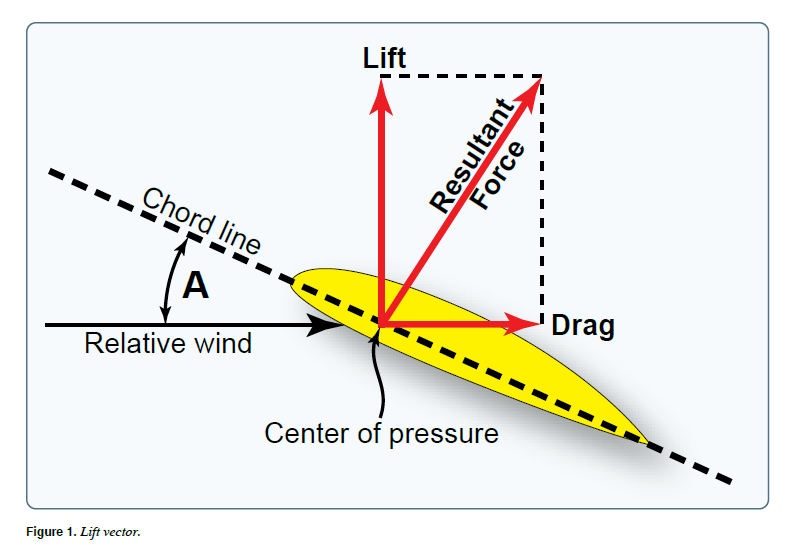 Lift
Resultant
Force
Chord line
A
Drag
Relative wind
Center of pressure
Figure 1. Lift vector.